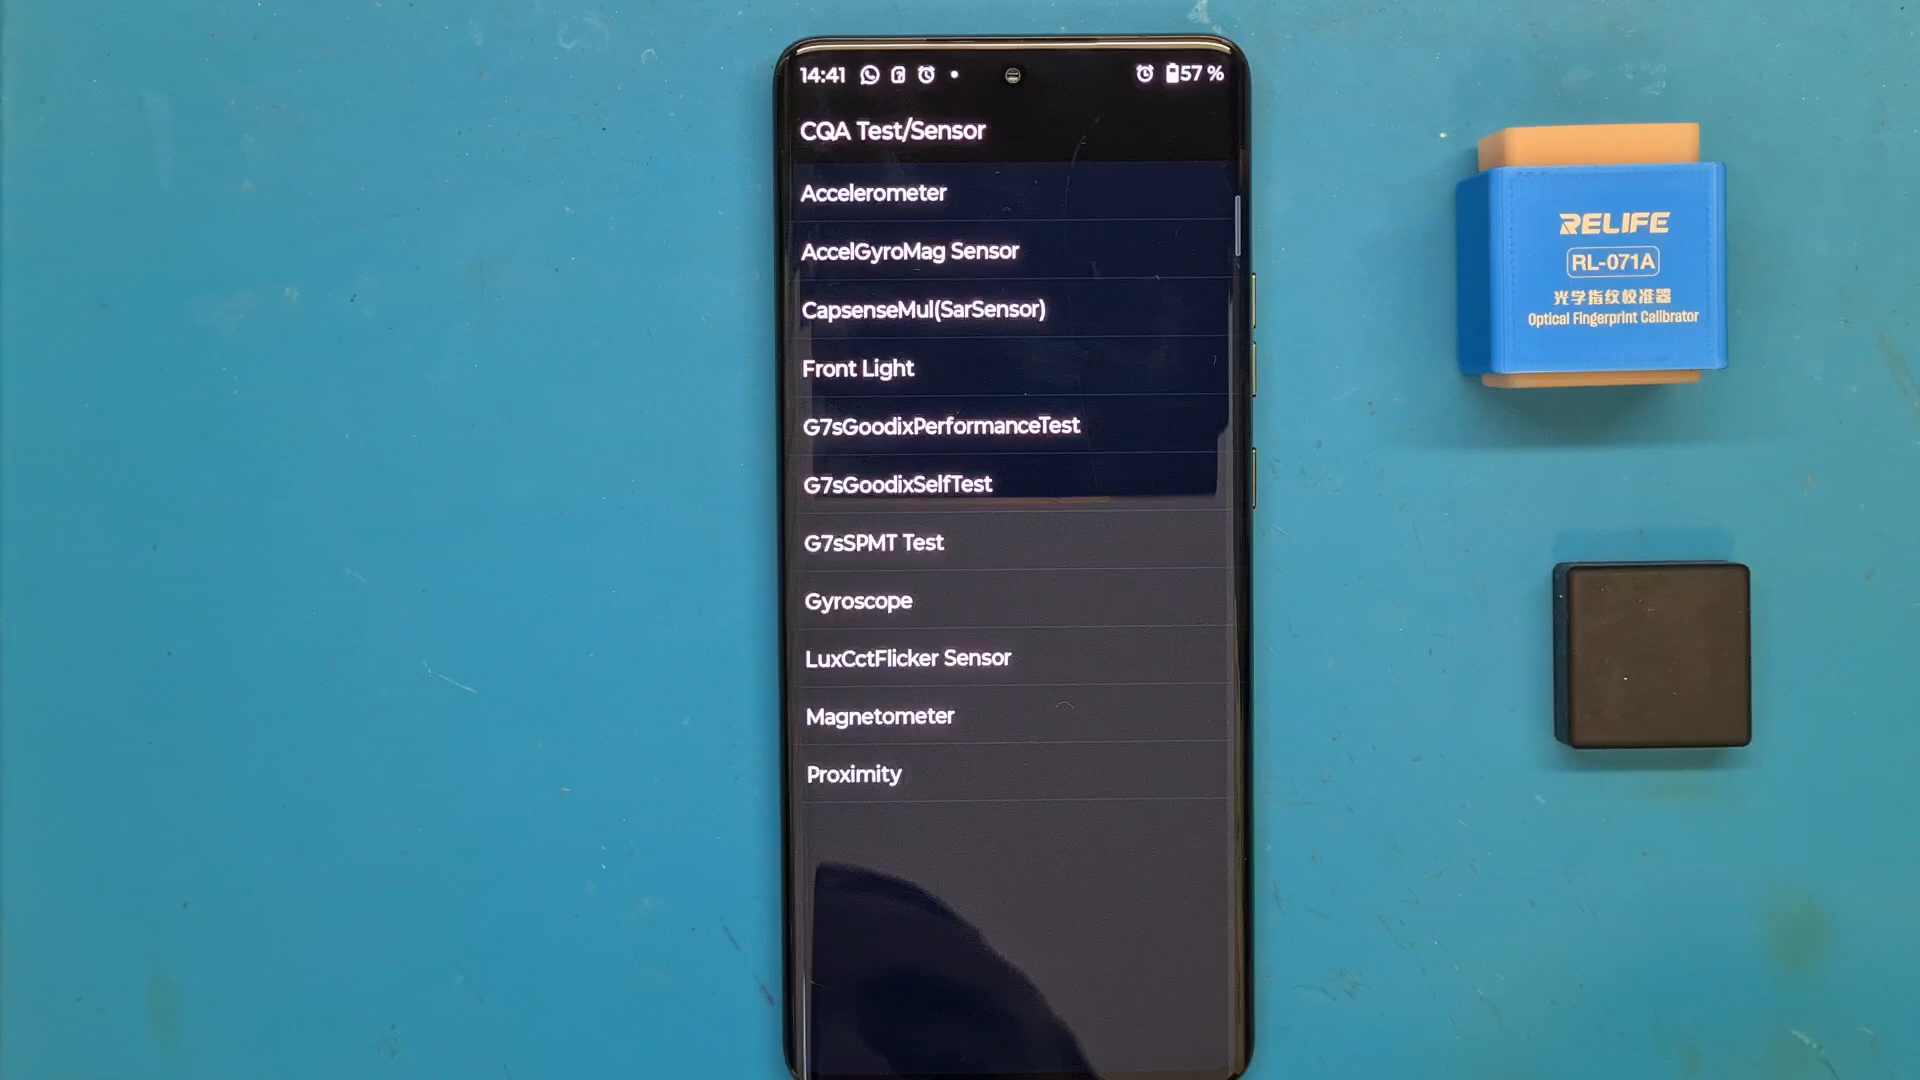 14:41 57 %
CQA Test/Sensor
Accelerometer
AccelGyroMag Sensor
CapsenseMul(SarSensor)
Front Light
G7sGoodixPerformanceTest
G7sGoodixSelfTest
G7sSPMT Test
Gyroscope
LuxCctFlicker Sensor
Magnetometer
Proximity
RELIFE
RL-071A
光学指纹校准器
Optical Fingerprint Calibrator